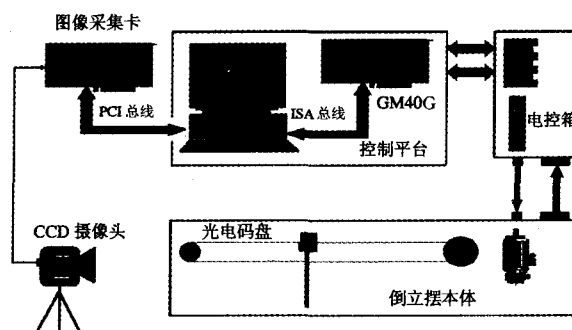 图像采集卡
PCI 总线
ISA 总线
GM40G
控制平台
电控箱
CCD 摄像头
光电码盘
倒立摆本体